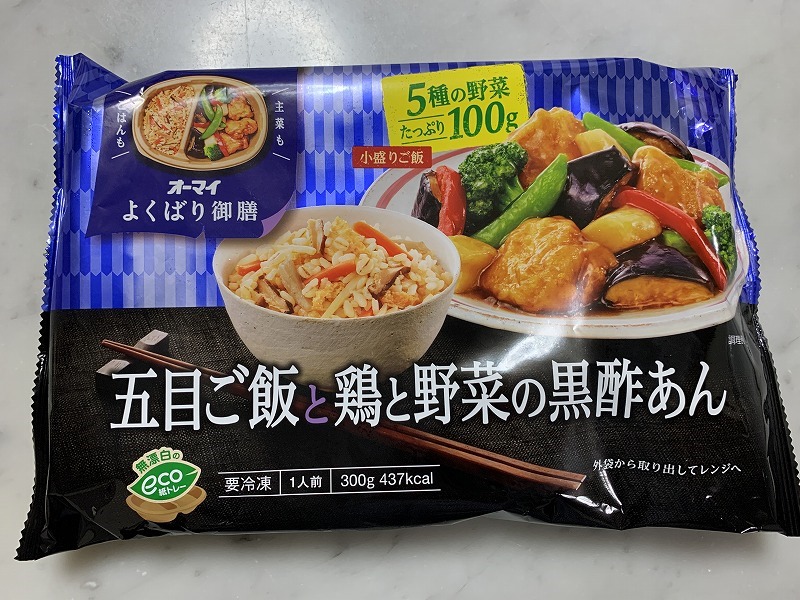 主菜も
ごはんも
オーマイ
よくばり御膳
5種の野菜
たっぷり100g
小盛りご飯
五目ご飯と鶏と野菜の黒酢あん
無漂白の
eco
紙トレー
要冷凍 1人前 300g 437kcal
外袋から取り出してレンジへ